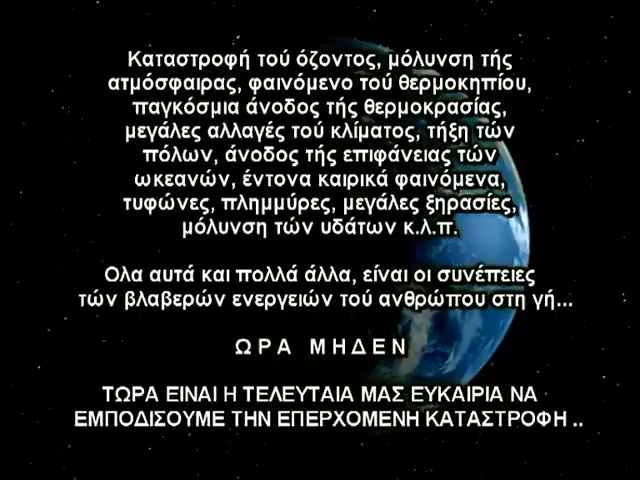 Καταστροφή τού όζοντος, μόλυνση τής
ατμόσφαιρας, φαινόμενο τού θερμοκηπίου,
παγκόσμια άνοδος τής θερμοκρασίας,
μεγάλες αλλαγές τού κλίματος, τήξη τών
πόλων, άνοδος τής επιφάνειας τών
ωκεανών, έντονα καιρικά φαινόμενα,
τυφώνες, πλημμύρες, μεγάλες ξηρασίες,
μόλυνση τών υδάτων κ.λ.π.
Ολα αυτά και πολλά άλλα, είναι οι συνέπειες
τών βλαβερών ενεργειών τού ανθρώπου στη γή...
Ω Ρ Α Μ Η Δ Ε Ν
ΤΩΡΑ ΕΙΝΑΙ Η ΤΕΛΕΥΤΑΙΑ ΜΑΣ ΕΥΚΑΙΡΙΑ ΝΑ
ΕΜΠΟΔΙΣΟΥΜΕ ΤΗΝ ΕΠΕΡΧΟΜΕΝΗ ΚΑΤΑΣΤΡΟΦΗ ..